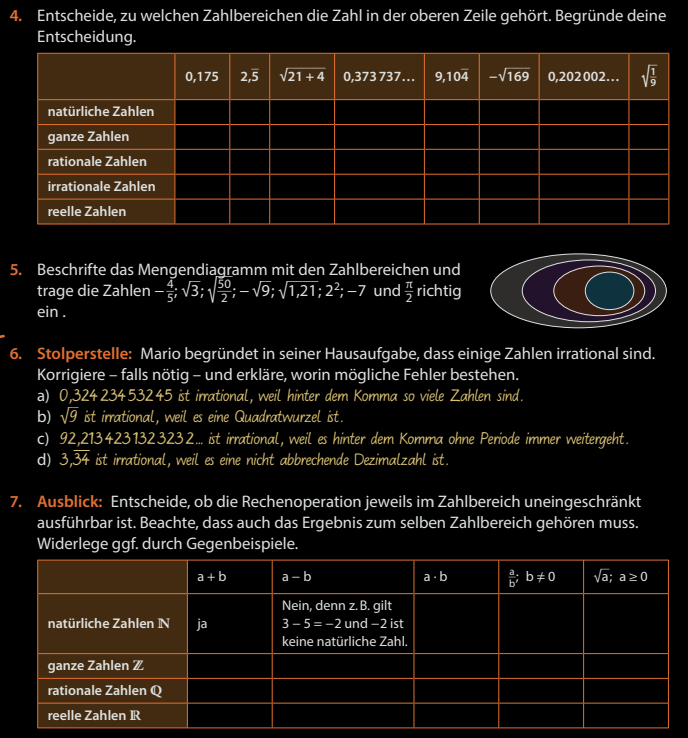 4. Entscheide, zu welchen Zahlbereichen die Zahl in der oberen Zeile gehört. Begründe deine
Entscheidung.
0,175 2,5̅ √(21 + 4) 0,373 737… 9,104̅ −√169 0,202 002… √(1/9)
natürliche Zahlen
ganze Zahlen
rationale Zahlen
irrationale Zahlen
reelle Zahlen
5. Beschrifte das Mengendiagramm mit den Zahlbereichen und
trage die Zahlen −4/5; √3; √(50/2); −√9; √1,21; 2²; −7 und π/2 richtig
ein .
6. Stolperstelle: Mario begründet in seiner Hausaufgabe, dass einige Zahlen irrational sind.
Korrigiere – falls nötig – und erkläre, worin mögliche Fehler bestehen.
a) 0,324 234 532 45 ist irrational, weil hinter dem Komma so viele Zahlen sind.
b) √9 ist irrational, weil es eine Quadratwurzel ist.
c) 92,213 423 132 323 2… ist irrational, weil es hinter dem Komma ohne Periode immer weitergeht.
d) 3,3̅4̅ ist irrational, weil es eine nicht abbrechende Dezimalzahl ist.
7. Ausblick: Entscheide, ob die Rechenoperation jeweils im Zahlbereich uneingeschränkt
ausführbar ist. Beachte, dass auch das Ergebnis zum selben Zahlbereich gehören muss.
Widerlege ggf. durch Gegenbeispiele.
a + b a − b a · b a/b; b ≠ 0 √a; a ≥ 0
natürliche Zahlen ℕ ja Nein, denn z. B. gilt
3 − 5 = −2 und −2 ist
keine natürliche Zahl.
ganze Zahlen ℤ
rationale Zahlen ℚ
reelle Zahlen ℝ